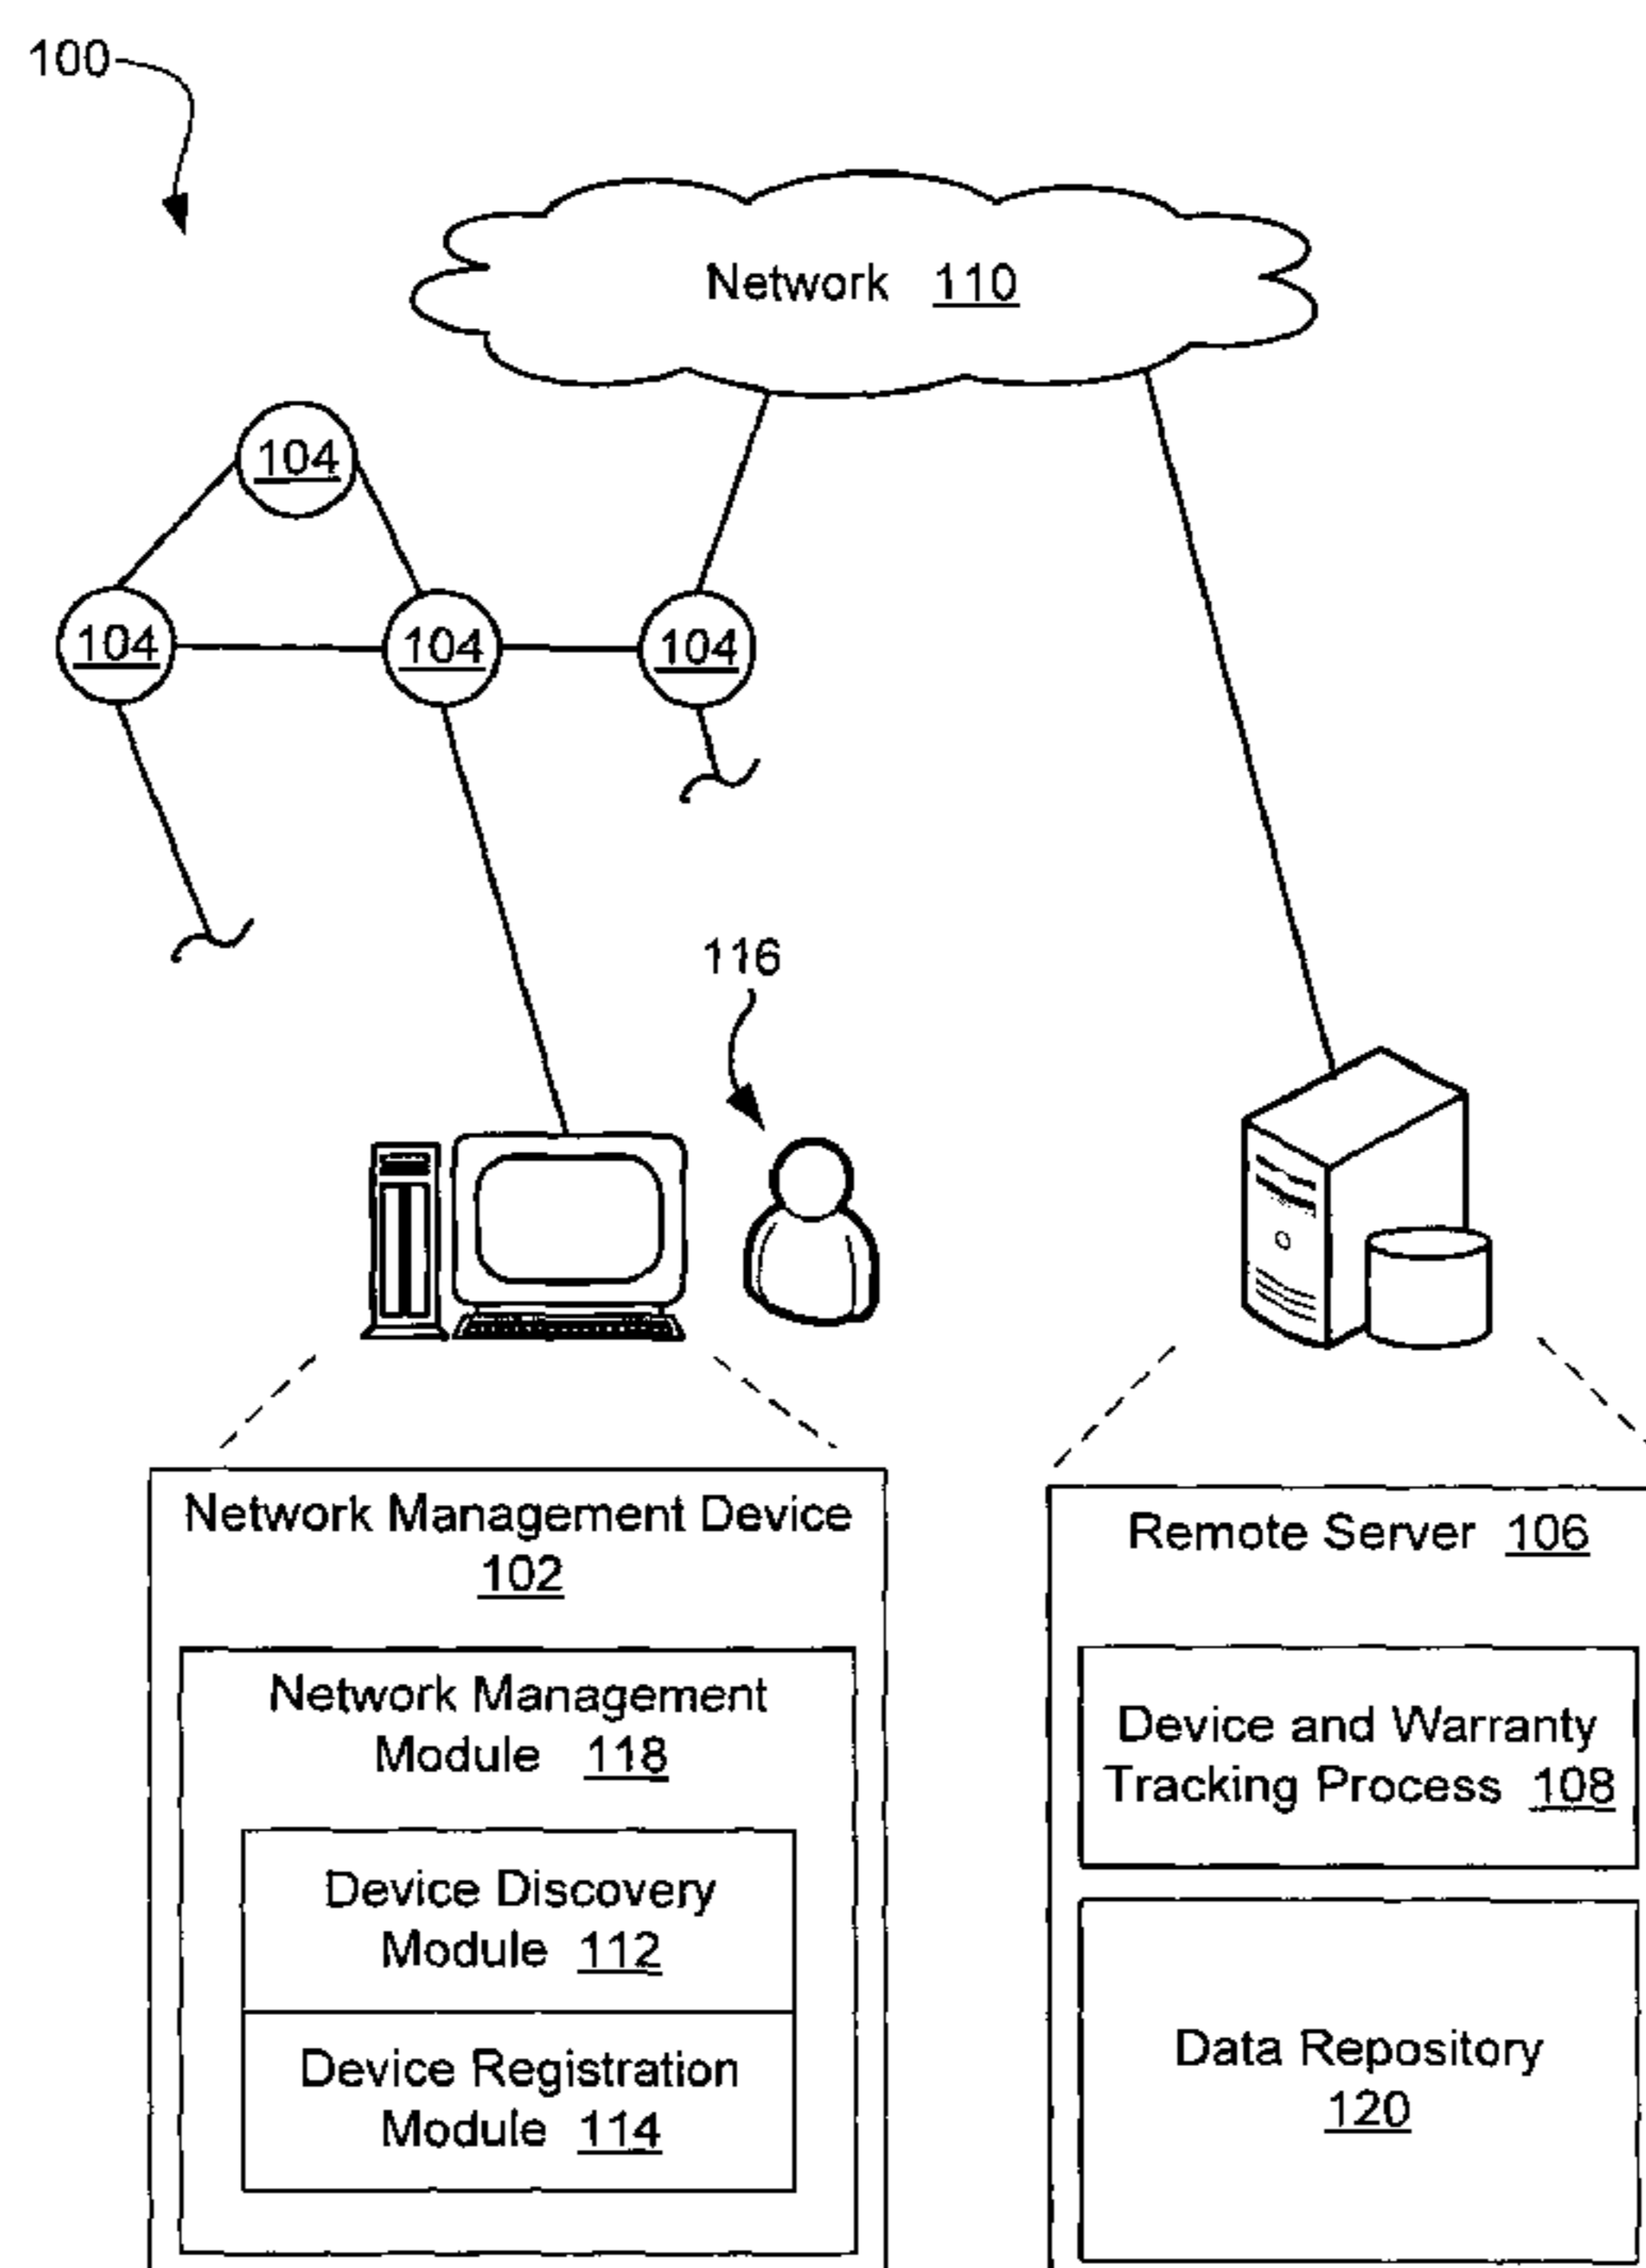 100
Network 110
104
104
104
104
116
Network Management Device
102
Network Management
Module 118
Device Discovery
Module 112
Device Registration
Module 114
Remote Server 106
Device and Warranty
Tracking Process 108
Data Repository
120